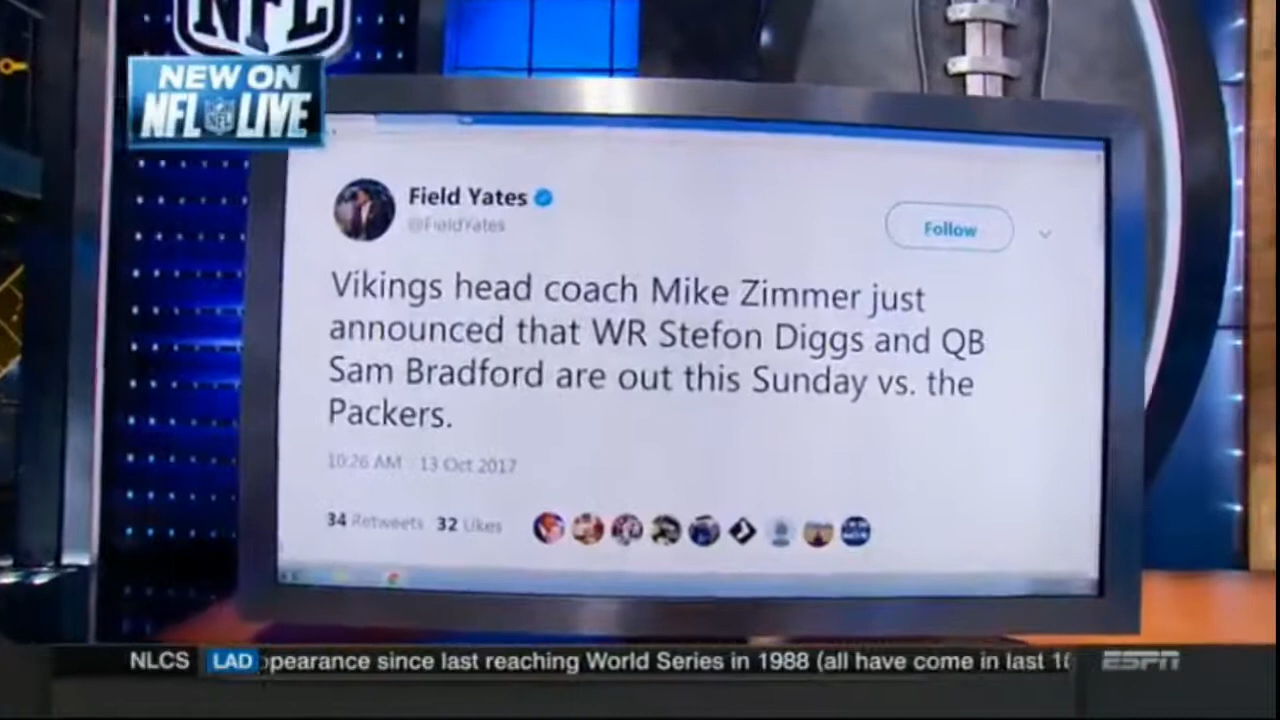 NFL
NEW ON
NFL LIVE
Field Yates
@FieldYates
Follow
Vikings head coach Mike Zimmer just
announced that WR Stefon Diggs and QB
Sam Bradford are out this Sunday vs. the
Packers.
10:26 AM - 13 Oct 2017
34 Retweets 32 Likes
NLCS LAD ppearance since last reaching World Series in 1988 (all have come in last
ESPN